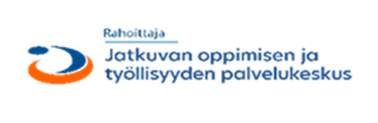 Rahoittaja
Jatkuvan oppimisen ja
työllisyyden palvelukeskus